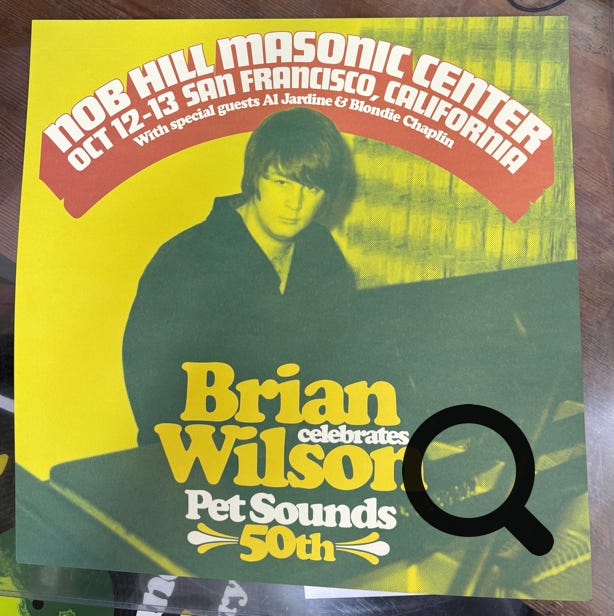 NOB HILL MASONIC CENTER
OCT 12-13 SAN FRANCISCO, CALIFORNIA
With special guests Al Jardine & Blondie Chaplin
Brian
celebrates
Wilson
Pet Sounds
50th